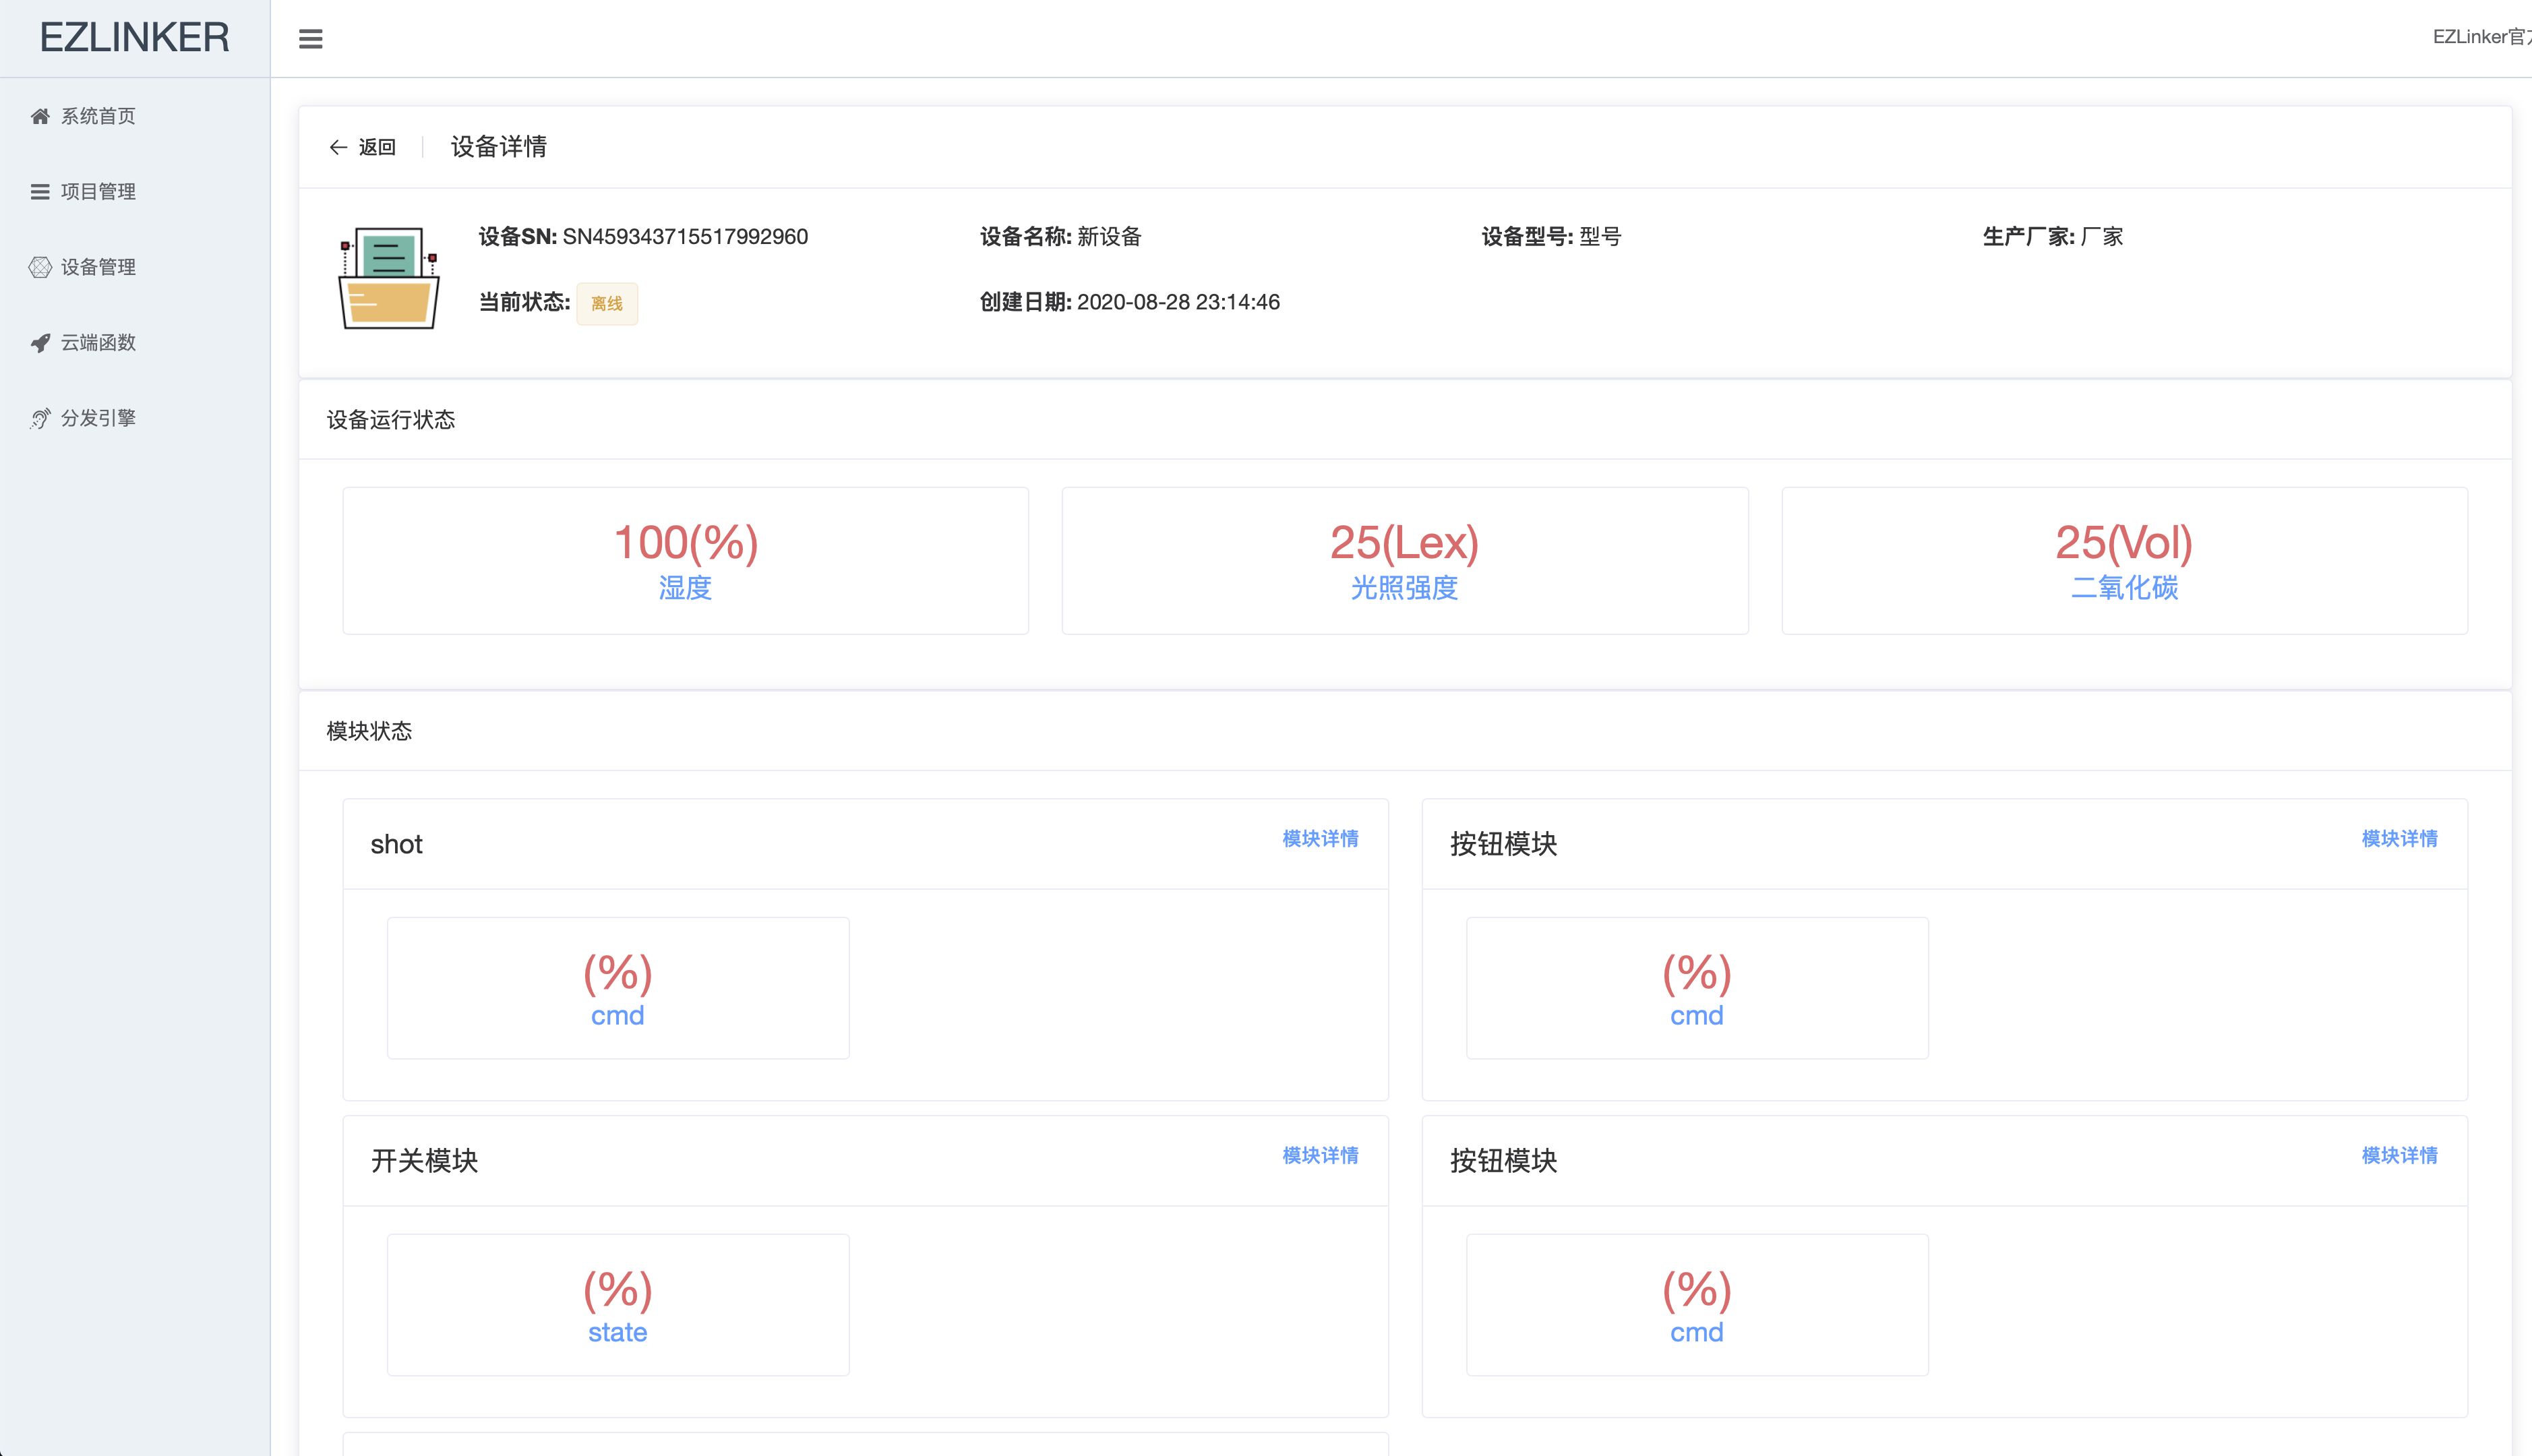 EZLINKER
EZLinker官
系统首页
项目管理
设备管理
云端函数
分发引擎
返回
设备详情
设备SN: SN459343715517992960
设备名称: 新设备
设备型号: 型号
生产厂家: 厂家
当前状态: 离线
创建日期: 2020-08-28 23:14:46
设备运行状态
100(%)
湿度
25(Lex)
光照强度
25(Vol)
二氧化碳
模块状态
shot
模块详情
(%)
cmd
按钮模块
模块详情
(%)
cmd
开关模块
模块详情
(%)
state
按钮模块
模块详情
(%)
cmd